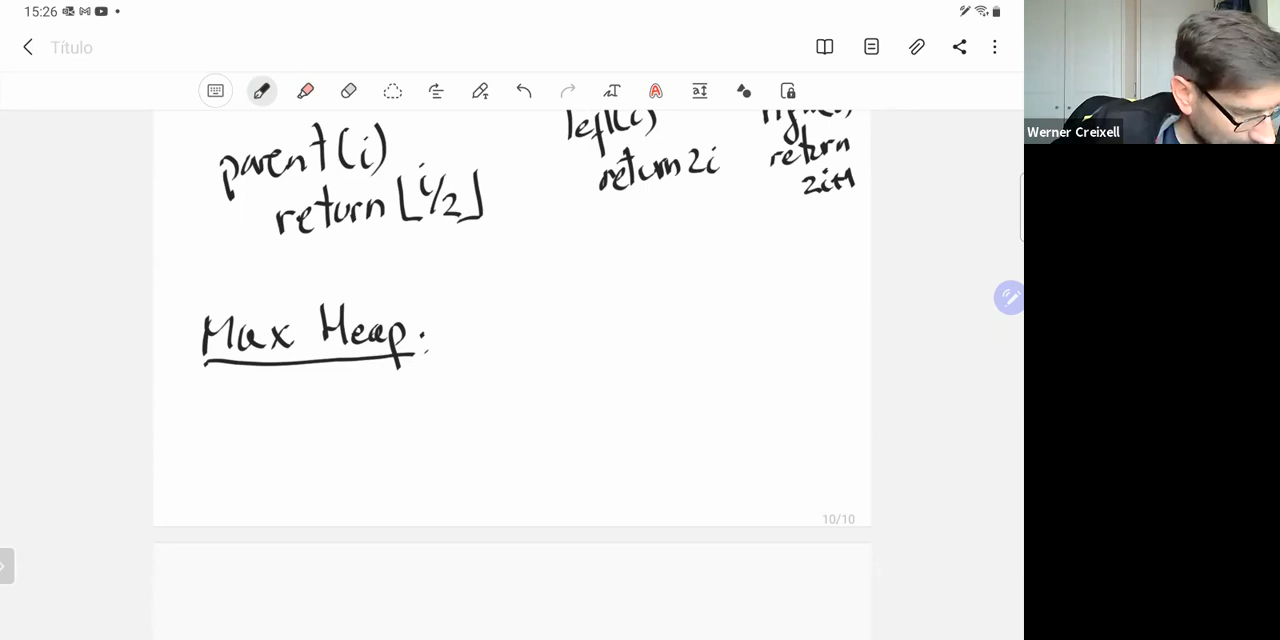 15:26
Título
parent(i)
return ⌊i/2⌋
left(i)
return 2i
return
2i+1
Max Heap:
10/10
Werner Creixell